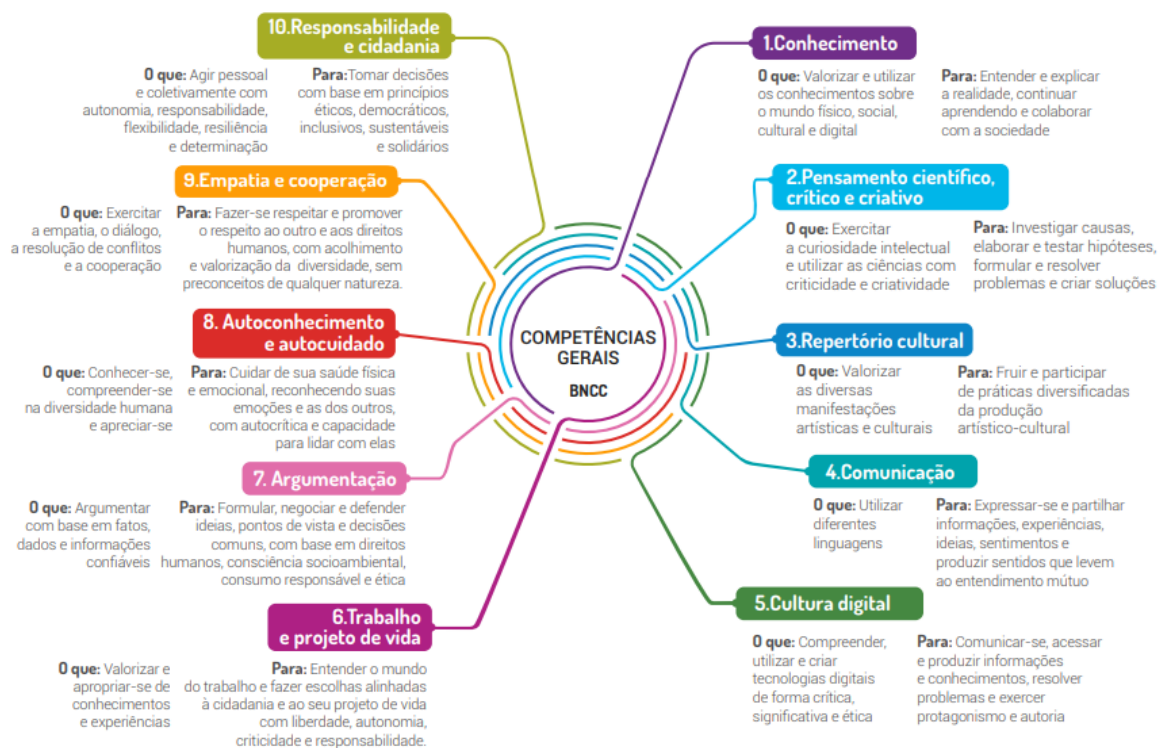 COMPETÊNCIAS
GERAIS
BNCC
1.Conhecimento
O que: Valorizar e utilizar
os conhecimentos sobre
o mundo físico, social,
cultural e digital
Para: Entender e explicar
a realidade, continuar
aprendendo e colaborar
com a sociedade
2.Pensamento científico,
crítico e criativo
O que: Exercitar
a curiosidade intelectual
e utilizar as ciências com
criticidade e criatividade
Para: Investigar causas,
elaborar e testar hipóteses,
formular e resolver
problemas e criar soluções
3.Repertório cultural
O que: Valorizar
as diversas
manifestações
artísticas e culturais
Para: Fruir e participar
de práticas diversificadas
da produção
artístico-cultural
4.Comunicação
O que: Utilizar
diferentes
linguagens
Para: Expressar-se e partilhar
informações, experiências,
ideias, sentimentos e
produzir sentidos que levem
ao entendimento mútuo
5.Cultura digital
O que: Compreender,
utilizar e criar
tecnologias digitais
de forma crítica,
significativa e ética
Para: Comunicar-se, acessar
e produzir informações
e conhecimentos, resolver
problemas e exercer
protagonismo e autoria
6.Trabalho
e projeto de vida
O que: Valorizar e
apropriar-se de
conhecimentos
e experiências
Para: Entender o mundo
do trabalho e fazer escolhas alinhadas
à cidadania e ao seu projeto de vida
com liberdade, autonomia,
criticidade e responsabilidade.
7. Argumentação
O que: Argumentar
com base em fatos,
dados e informações
confiáveis
Para: Formular, negociar e defender
ideias, pontos de vista e decisões
comuns, com base em direitos
humanos, consciência socioambiental,
consumo responsável e ética
8. Autoconhecimento
e autocuidado
O que: Conhecer-se,
compreender-se
na diversidade humana
e apreciar-se
Para: Cuidar de sua saúde física
e emocional, reconhecendo suas
emoções e as dos outros,
com autocrítica e capacidade
para lidar com elas
9.Empatia e cooperação
O que: Exercitar
a empatia, o diálogo,
a resolução de conflitos
e a cooperação
Para: Fazer-se respeitar e promover
o respeito ao outro e aos direitos
humanos, com acolhimento
e valorização da diversidade, sem
preconceitos de qualquer natureza.
10.Responsabilidade
e cidadania
O que: Agir pessoal
e coletivamente com
autonomia, responsabilidade,
flexibilidade, resiliência
e determinação
Para:Tomar decisões
com base em princípios
éticos, democráticos,
inclusivos, sustentáveis
e solidários